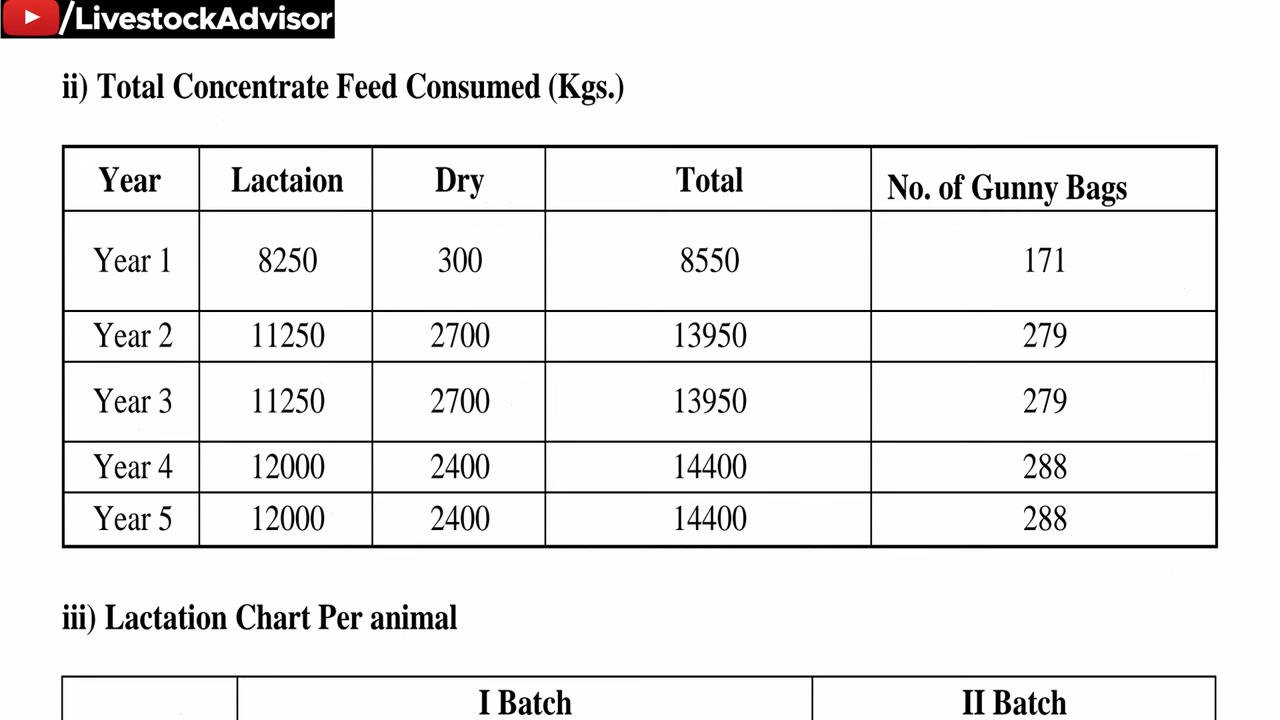 /LivestockAdvisor
ii) Total Concentrate Feed Consumed (Kgs.)
Year Lactaion Dry Total No. of Gunny Bags
Year 1 8250 300 8550 171
Year 2 11250 2700 13950 279
Year 3 11250 2700 13950 279
Year 4 12000 2400 14400 288
Year 5 12000 2400 14400 288
iii) Lactation Chart Per animal
I Batch II Batch